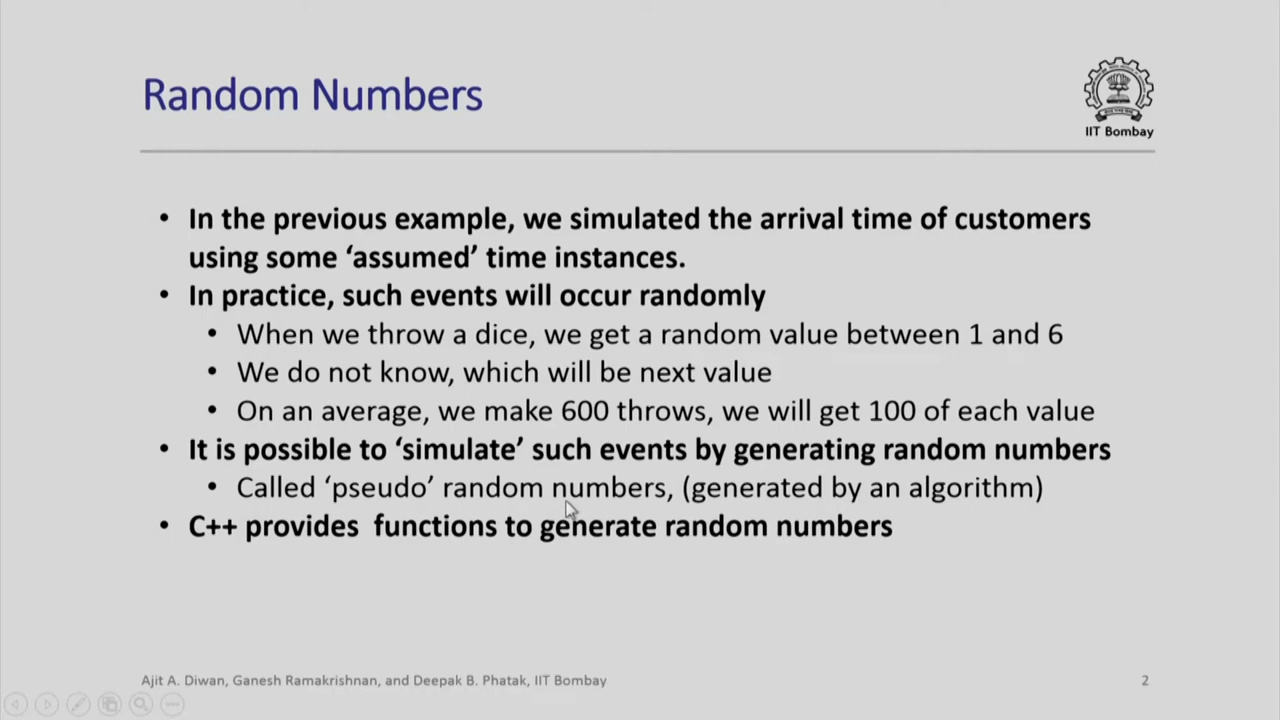 Random Numbers
IIT Bombay
• In the previous example, we simulated the arrival time of customers
using some ‘assumed’ time instances.
• In practice, such events will occur randomly
• When we throw a dice, we get a random value between 1 and 6
• We do not know, which will be next value
• On an average, we make 600 throws, we will get 100 of each value
• It is possible to ‘simulate’ such events by generating random numbers
• Called ‘pseudo’ random numbers, (generated by an algorithm)
• C++ provides functions to generate random numbers
Ajit A. Diwan, Ganesh Ramakrishnan, and Deepak B. Phatak, IIT Bombay
2